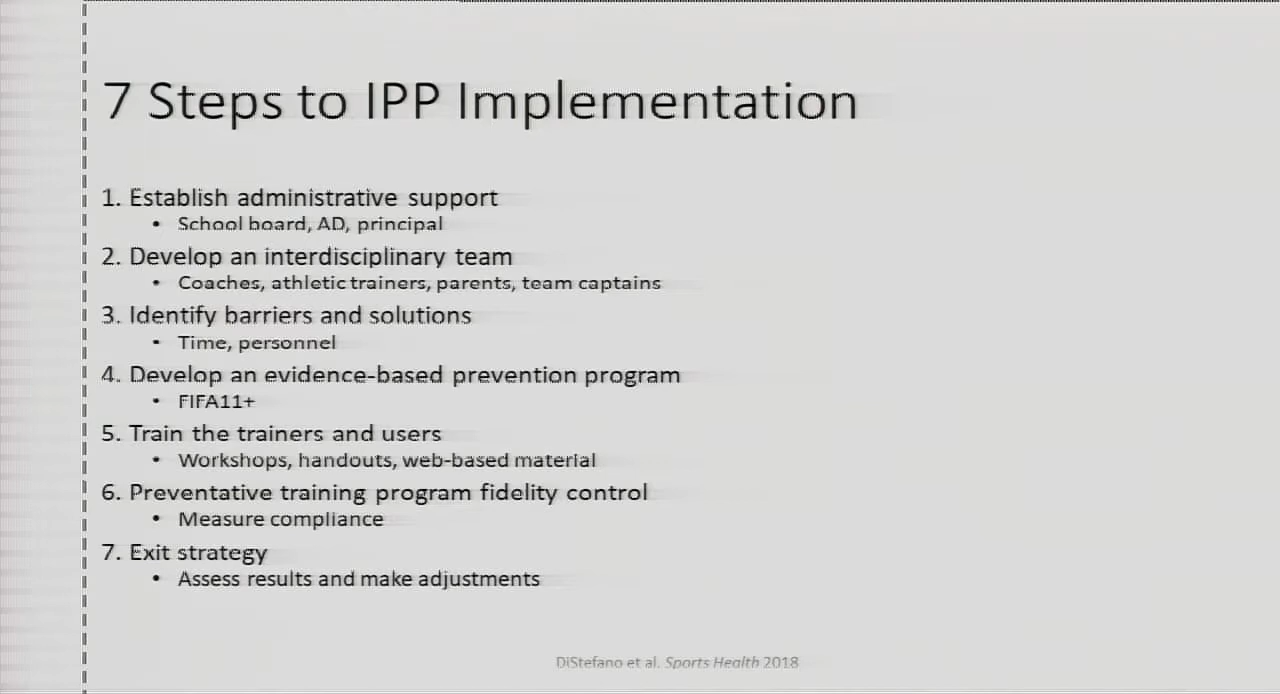 7 Steps to IPP Implementation
1. Establish administrative support
• School board, AD, principal
2. Develop an interdisciplinary team
• Coaches, athletic trainers, parents, team captains
3. Identify barriers and solutions
• Time, personnel
4. Develop an evidence-based prevention program
• FIFA11+
5. Train the trainers and users
• Workshops, handouts, web-based material
6. Preventative training program fidelity control
• Measure compliance
7. Exit strategy
• Assess results and make adjustments
DiStefano et al. Sports Health 2018